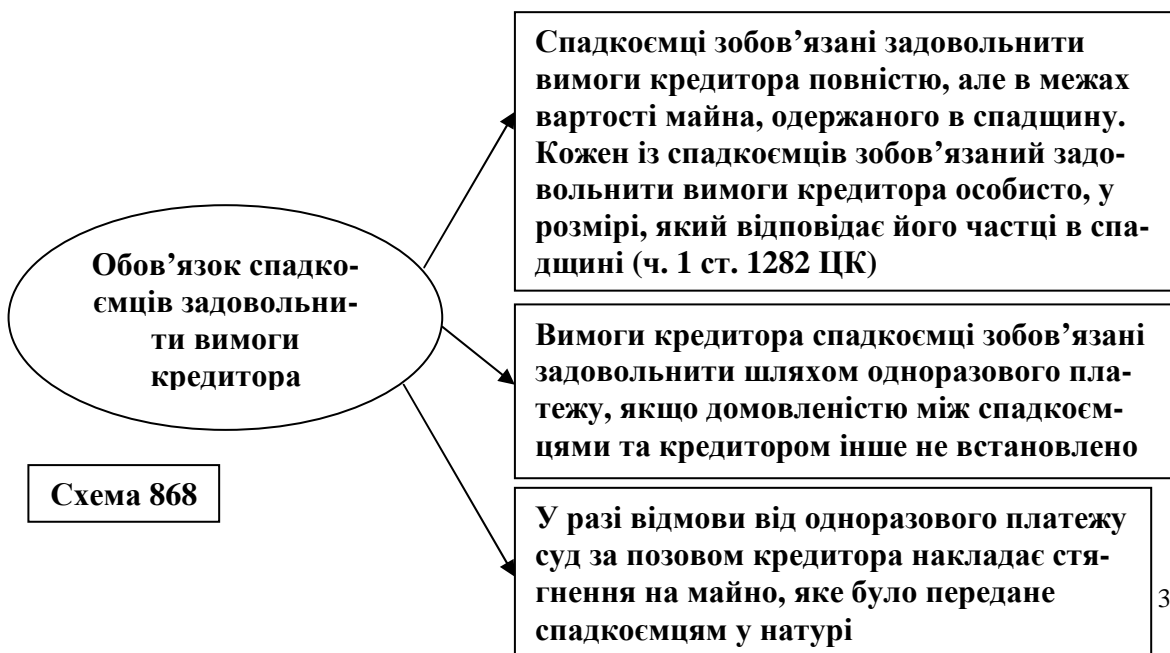 Спадкоємці зобов’язані задовольнити
вимоги кредитора повністю, але в межах
вартості майна, одержаного в спадщину.
Кожен із спадкоємців зобов’язаний задо-
вольнити вимоги кредитора особисто, у
розмірі, який відповідає його частці в спа-
дщині (ч. 1 ст. 1282 ЦК)
Обов’язок спадко-
ємців задовольни-
ти вимоги
кредитора
Вимоги кредитора спадкоємці зобов’язані
задовольнити шляхом одноразового пла-
тежу, якщо домовленістю між спадкоєм-
цями та кредитором інше не встановлено
Схема 868
У разі відмови від одноразового платежу
суд за позовом кредитора накладає стя-
гнення на майно, яке було передане
спадкоємцям у натурі
3